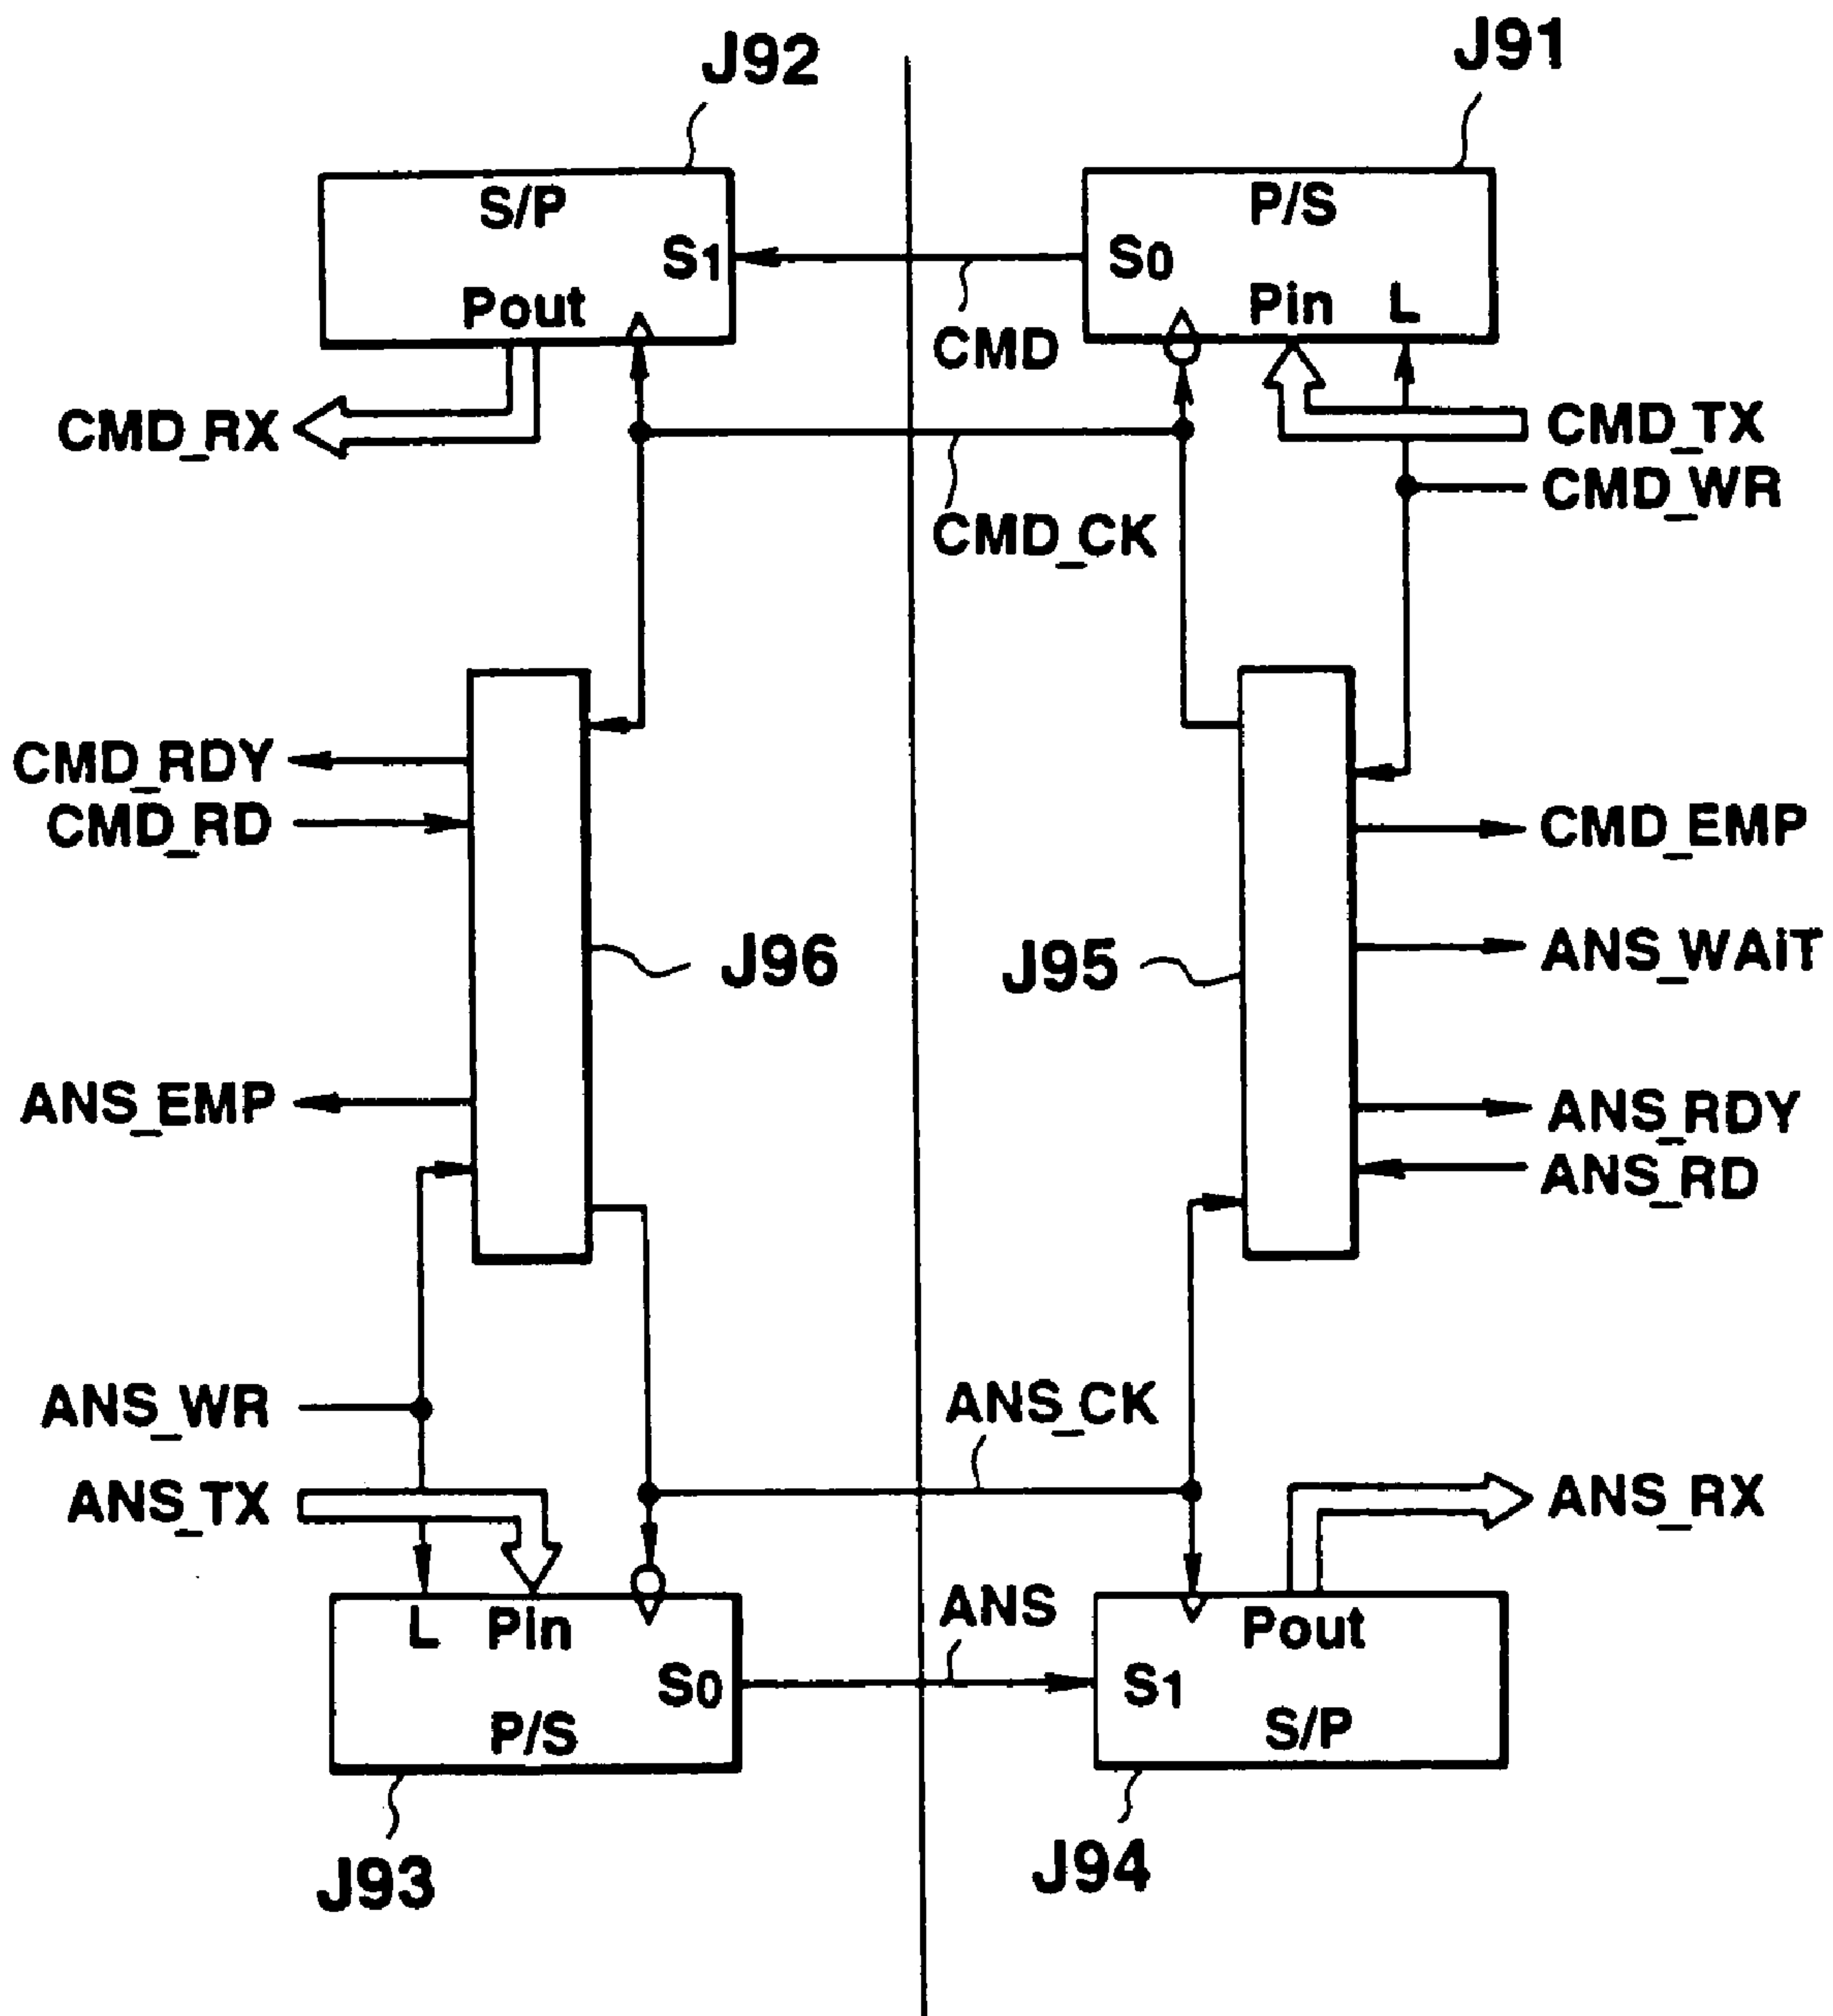 J92
J91
S/P
P/S
S1
S0
Pout
Pin
L
CMD
CMD_RX
CMD_TX
CMD_WR
CMD_CK
CMD_RDY
CMD_RD
CMD_EMP
J96
J95
ANS_WAiT
ANS_EMP
ANS_RDY
ANS_RD
ANS_WR
ANS_CK
ANS_TX
ANS_RX
ANS
L
Pin
Pout
S0
S1
P/S
S/P
J93
J94